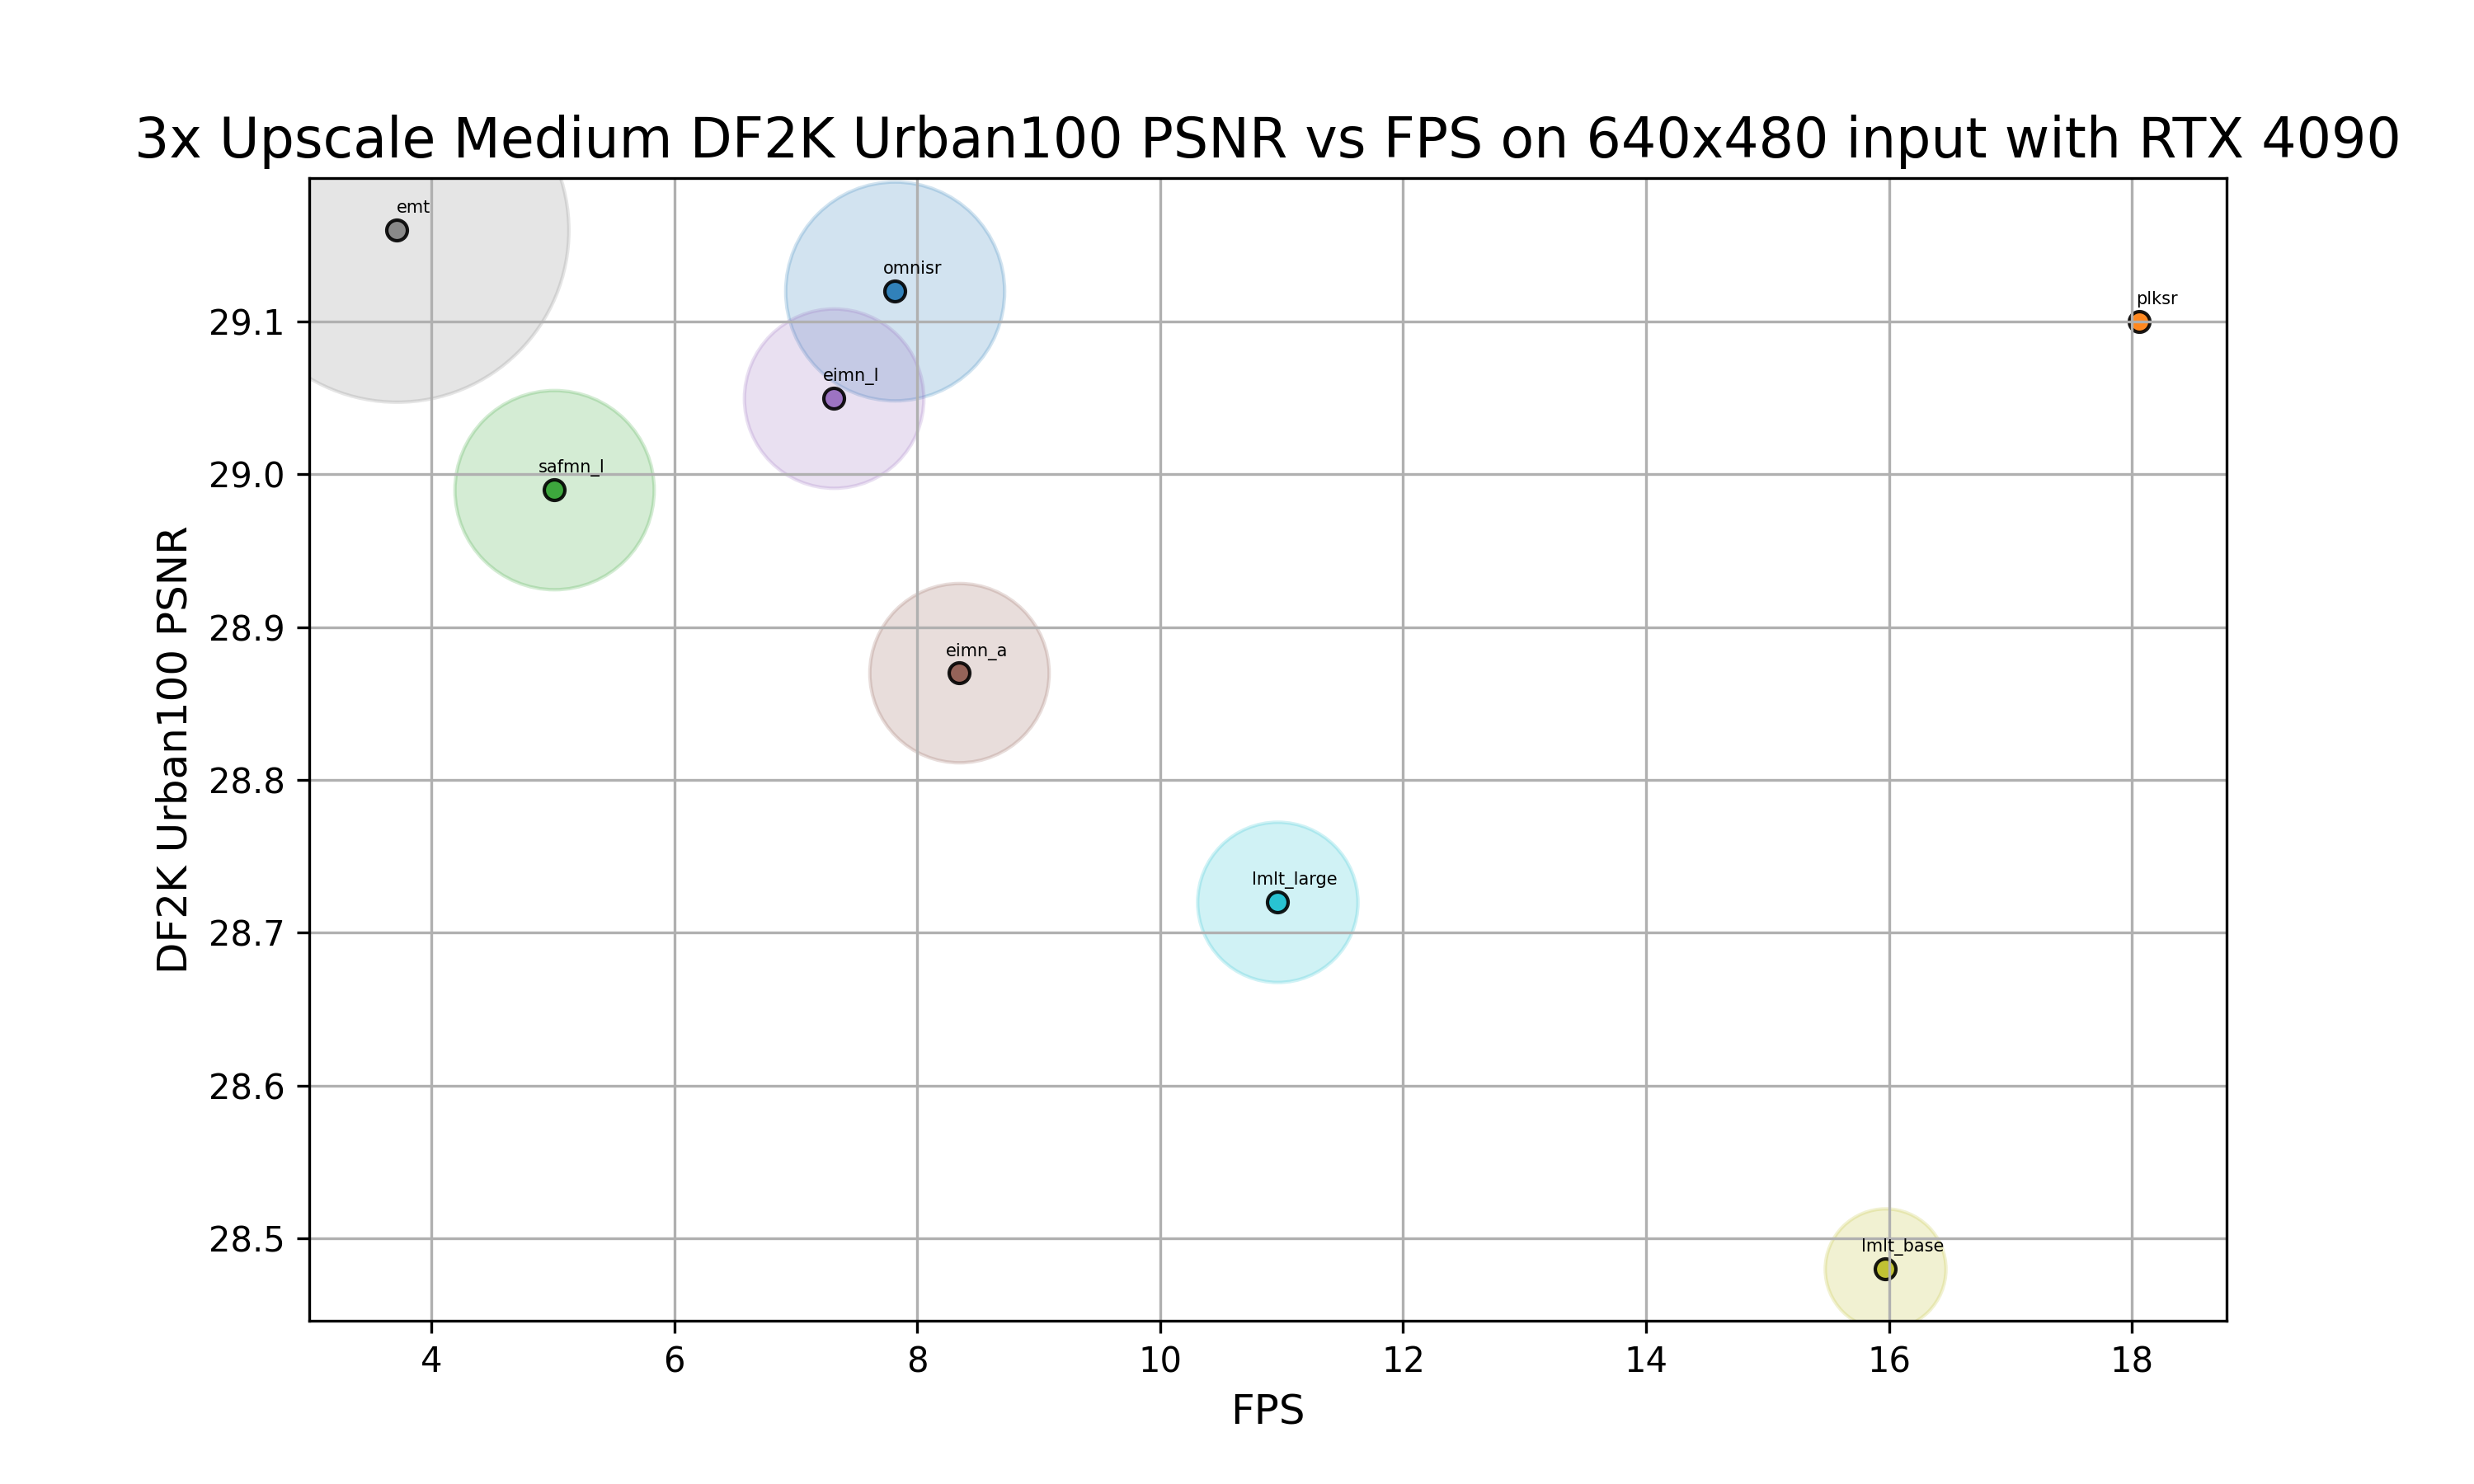 3x Upscale Medium DF2K Urban100 PSNR vs FPS on 640x480 input with RTX 4090
emt
omnisr
plksr
29.1
eimn_l
safmn_l
29.0
28.9
eimn_a
28.8
lmlt_large
28.7
28.6
28.5
lmlt_base
DF2K Urban100 PSNR
4 6 8 10 12 14 16 18
FPS